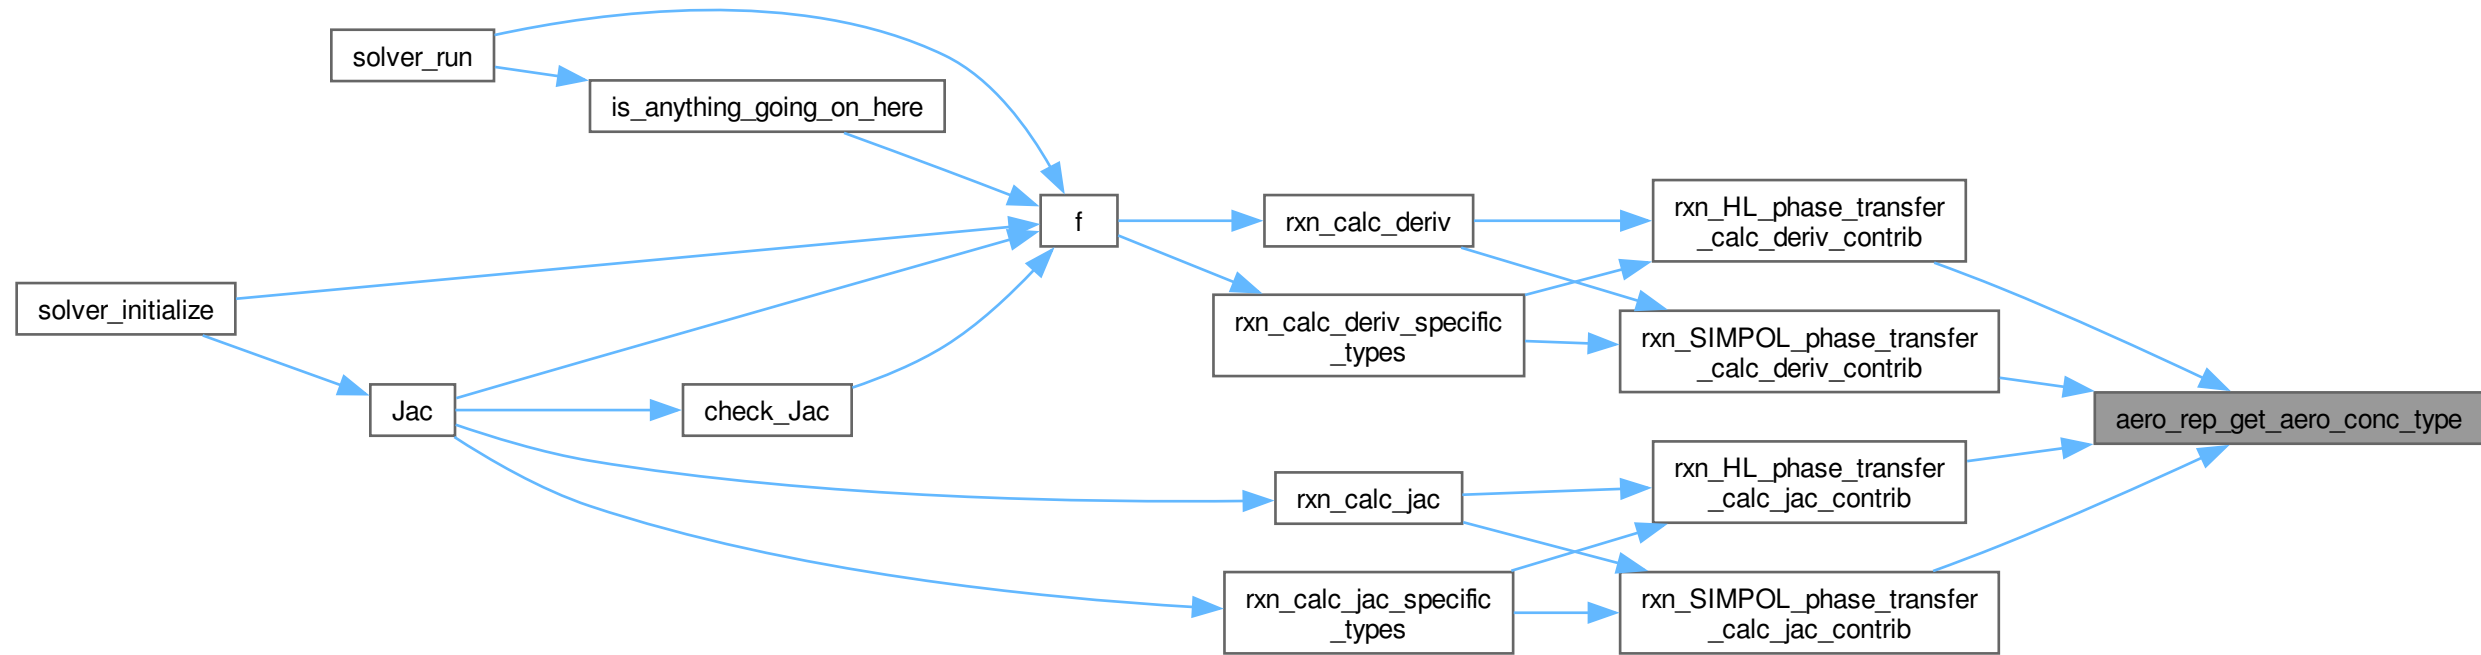 solver_run
is_anything_going_on_here
f
rxn_calc_deriv
rxn_HL_phase_transfer
_calc_deriv_contrib
solver_initialize
rxn_calc_deriv_specific
_types
rxn_SIMPOL_phase_transfer
_calc_deriv_contrib
Jac
check_Jac
aero_rep_get_aero_conc_type
rxn_calc_jac
rxn_HL_phase_transfer
_calc_jac_contrib
rxn_calc_jac_specific
_types
rxn_SIMPOL_phase_transfer
_calc_jac_contrib